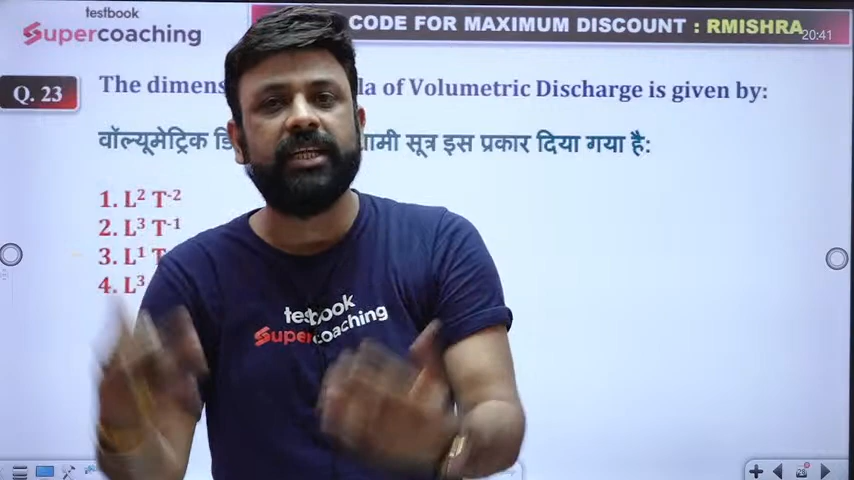 testbook
Supercoaching
CODE FOR MAXIMUM DISCOUNT : RMISHRA
20:41
Q. 23
The dimens la of Volumetric Discharge is given by:
वॉल्यूमेट्रिक डि ामी सूत्र इस प्रकार दिया गया है:
1. L² T⁻²
2. L³ T⁻¹
3. L¹ T
4. L³
testbook
Supercoaching